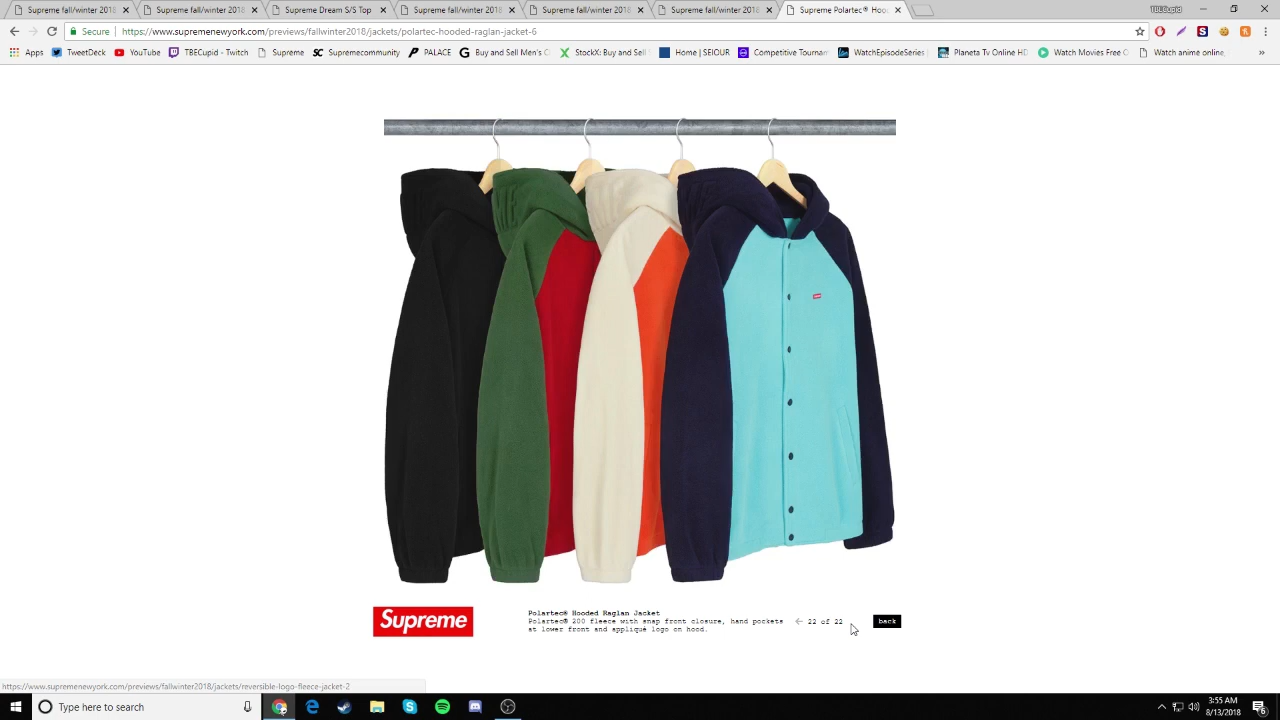 Supreme fall/winter 2018
Supreme fall/winter 2018
Supreme Dream S/S Top
Supreme fall/winter 2018
Supreme fall/winter 2018
Supreme fall/winter 2018
Supreme Polartec® Hoo
Secure https://www.supremenewyork.com/previews/fallwinter2018/jackets/polartec-hooded-raglan-jacket-6
Apps TweetDeck YouTube TBECupid - Twitch Supreme Supremecommunity PALACE Buy and Sell Men's C StockX: Buy and Sell Home | SEOUR Competitive Tourname WatchEpisodeSeries Planeta Tv Online HD Watch Movies Free O Watch anime online,
Supreme
Polartec® Hooded Raglan Jacket
Polartec® 200 fleece with snap front closure, hand pockets
at lower front and appliqué logo on hood.
22 of 22
back
https://www.supremenewyork.com/previews/fallwinter2018/jackets/reversible-logo-fleece-jacket-2
Type here to search
3:55 AM
8/13/2018